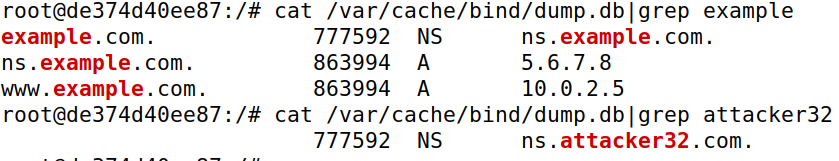 root@de374d40ee87:/# cat /var/cache/bind/dump.db|grep example
example.com. 777592 NS ns.example.com.
ns.example.com. 863994 A 5.6.7.8
www.example.com. 863994 A 10.0.2.5
root@de374d40ee87:/# cat /var/cache/bind/dump.db|grep attacker32
777592 NS ns.attacker32.com.
root@de374d40ee87:/#